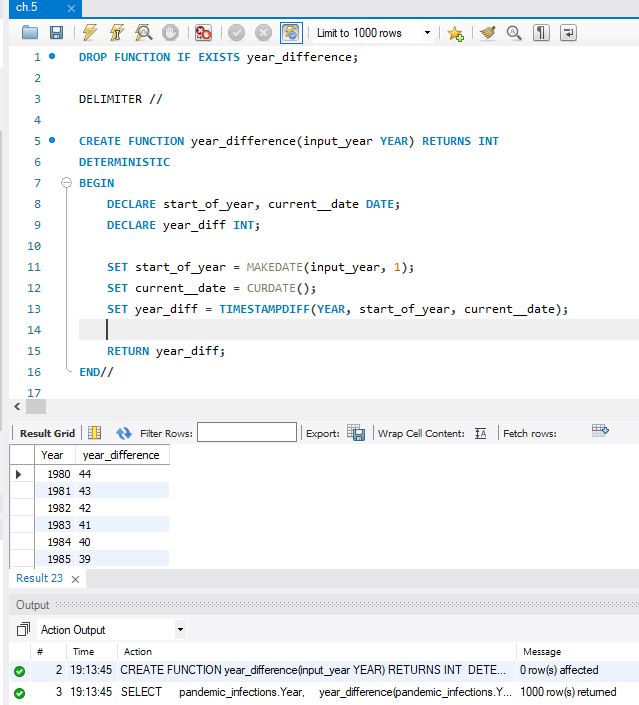 ch.5
Limit to 1000 rows
1 DROP FUNCTION IF EXISTS year_difference;
2
3 DELIMITER //
4
5 CREATE FUNCTION year_difference(input_year YEAR) RETURNS INT
6 DETERMINISTIC
7 BEGIN
8 DECLARE start_of_year, current__date DATE;
9 DECLARE year_diff INT;
10
11 SET start_of_year = MAKEDATE(input_year, 1);
12 SET current__date = CURDATE();
13 SET year_diff = TIMESTAMPDIFF(YEAR, start_of_year, current__date);
14
15 RETURN year_diff;
16 END//
17
Result Grid Filter Rows: Export: Wrap Cell Content: Fetch rows:
Year year_difference
1980 44
1981 43
1982 42
1983 41
1984 40
1985 39
Result 23
Output
Action Output
# Time Action Message
2 19:13:45 CREATE FUNCTION year_difference(input_year YEAR) RETURNS INT DETE... 0 row(s) affected
3 19:13:45 SELECT pandemic_infections.Year, year_difference(pandemic_infections.Y... 1000 row(s) returned